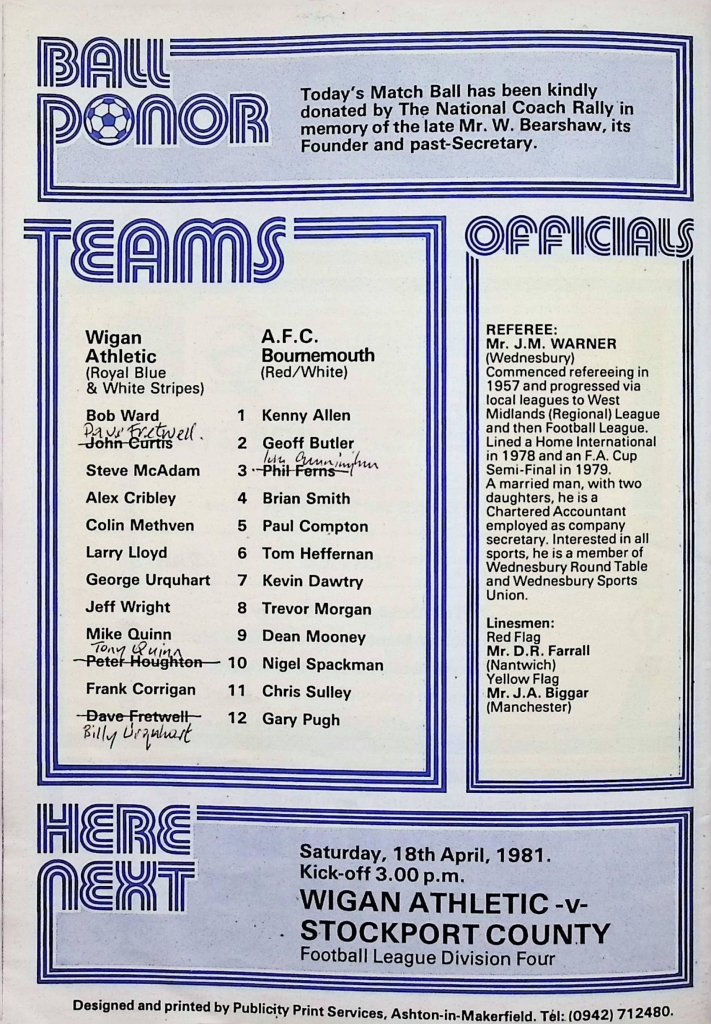 BALL
DONOR
Today's Match Ball has been kindly
donated by The National Coach Rally in
memory of the late Mr. W. Bearshaw, its
Founder and past-Secretary.
TEAMS
Wigan
Athletic
(Royal Blue
& White Stripes)
A.F.C.
Bournemouth
(Red/White)
Bob Ward 1 Kenny Allen
Dave Fretwell.
John Curtis 2 Geoff Butler
Cunningham
Steve McAdam 3 Phil Ferns
Alex Cribley 4 Brian Smith
Colin Methven 5 Paul Compton
Larry Lloyd 6 Tom Heffernan
George Urquhart 7 Kevin Dawtry
Jeff Wright 8 Trevor Morgan
Mike Quinn 9 Dean Mooney
Tony Quinn
Peter Houghton 10 Nigel Spackman
Frank Corrigan 11 Chris Sulley
Dave Fretwell 12 Gary Pugh
Billy Urquhart
OFFICIALS
REFEREE:
Mr. J.M. WARNER
(Wednesbury)
Commenced refereeing in
1957 and progressed via
local leagues to West
Midlands (Regional) League
and then Football League.
Lined a Home International
in 1978 and an F.A. Cup
Semi-Final in 1979.
A married man, with two
daughters, he is a
Chartered Accountant
employed as company
secretary. Interested in all
sports, he is a member of
Wednesbury Round Table
and Wednesbury Sports
Union.
Linesmen:
Red Flag
Mr. D.R. Farrall
(Nantwich)
Yellow Flag
Mr. J.A. Biggar
(Manchester)
HERE
NEXT
Saturday, 18th April, 1981.
Kick-off 3.00 p.m.
WIGAN ATHLETIC -v-
STOCKPORT COUNTY
Football League Division Four
Designed and printed by Publicity Print Services, Ashton-in-Makerfield. Tel: (0942) 712480.